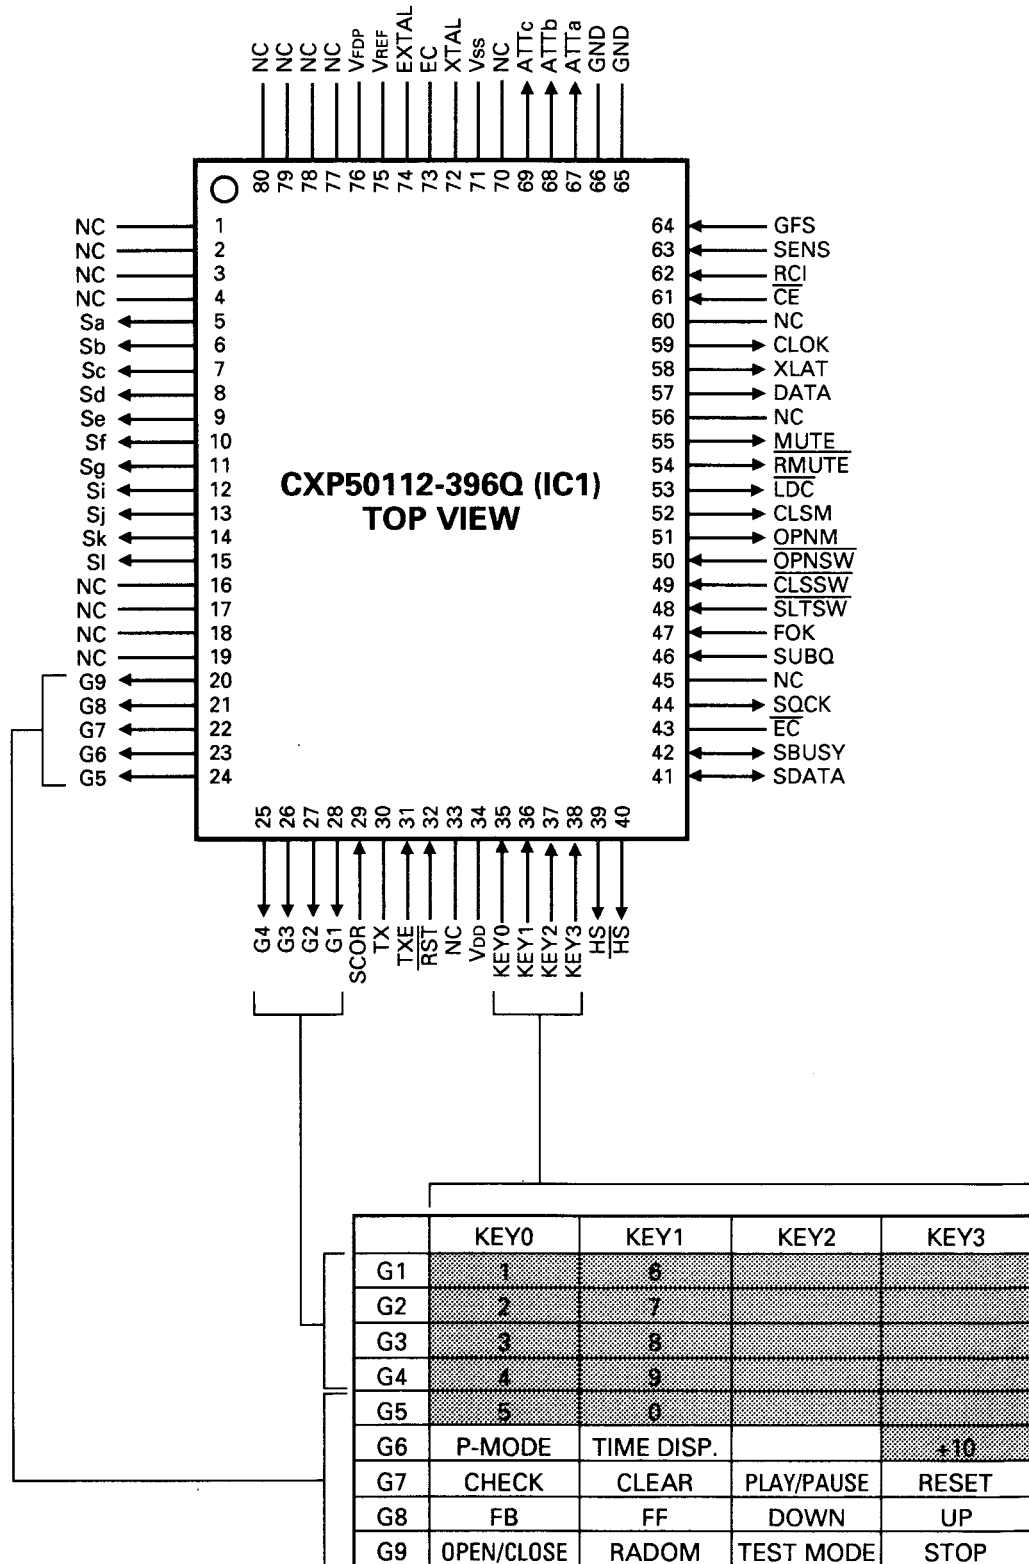 NC NC NC NC VFDP VREF EXTAL EC XTAL Vss NC ATTc ATTb ATTa GND GND
80 79 78 77 76 75 74 73 72 71 70 69 68 67 66 65
NC 1 64 GFS
NC 2 63 SENS
NC 3 62 RCI
NC 4 61 C̅E̅
Sa 5 60 NC
Sb 6 59 CLOK
Sc 7 58 XLAT
Sd 8 57 DATA
Se 9 56 NC
Sf 10 55 MUTE
Sg 11 54 R̅M̅U̅T̅E̅
Si 12 53 L̅D̅C̅
Sj 13 52 CLSM
Sk 14 51 OPNM
Sl 15 50 O̅P̅N̅S̅W̅
NC 16 49 C̅L̅S̅S̅W̅
NC 17 48 S̅L̅T̅S̅W̅
NC 18 47 FOK
NC 19 46 SUBQ
G9 20 45 NC
G8 21 44 SQCK
G7 22 43 E̅C̅
G6 23 42 SBUSY
G5 24 41 SDATA
CXP50112-396Q (IC1)
TOP VIEW
25 26 27 28 29 30 31 32 33 34 35 36 37 38 39 40
G4 G3 G2 G1 SCOR TX TXE R̅S̅T̅ NC VDD KEY0 KEY1 KEY2 KEY3 HS H̅S̅
KEY0 KEY1 KEY2 KEY3
G1 1 6
G2 2 7
G3 3 8
G4 4 9
G5 5 0
G6 P-MODE TIME DISP. +10
G7 CHECK CLEAR PLAY/PAUSE RESET
G8 FB FF DOWN UP
G9 OPEN/CLOSE RADOM TEST MODE STOP